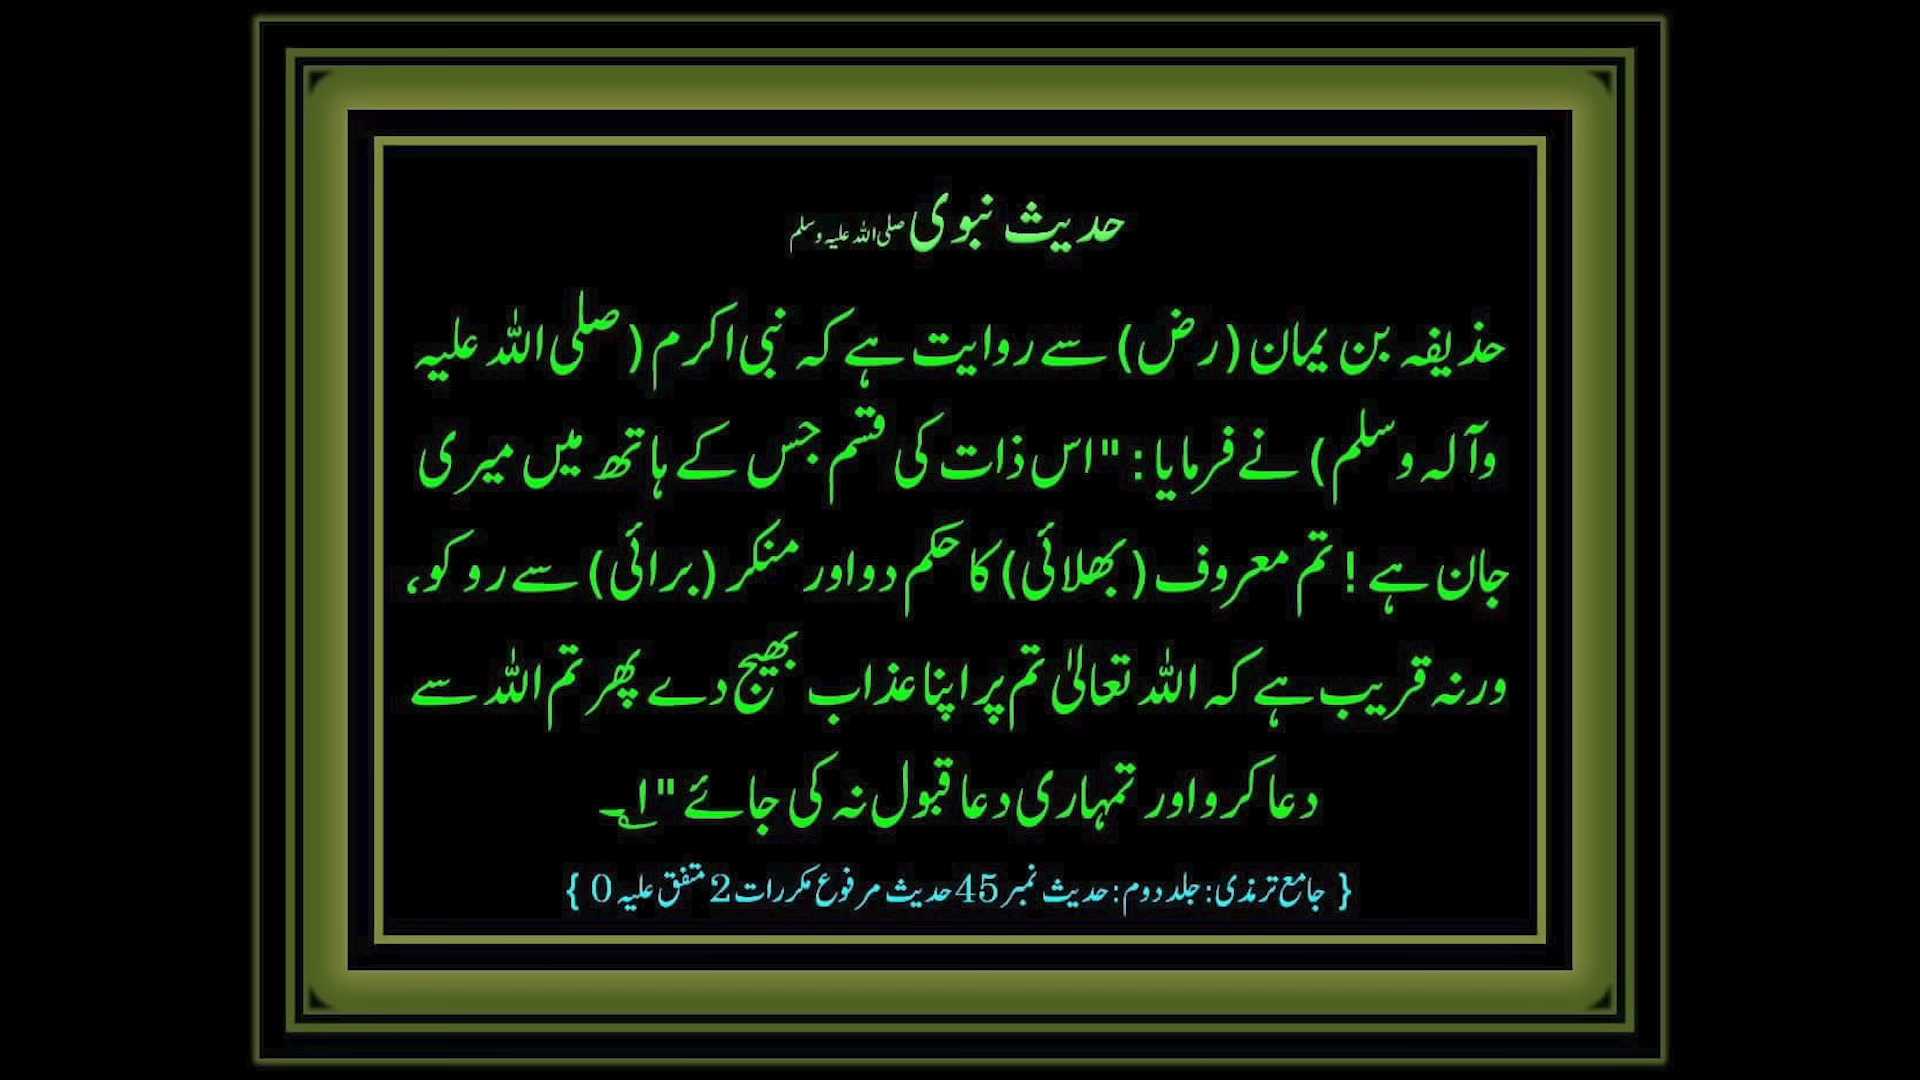 حدیث نبوی صلی اللہ علیہ وسلم
حذیفہ بن یمان (رض) سے روایت ہے کہ نبی اکرم (صلی اللہ علیہ
وآلہ وسلم) نے فرمایا : "اس ذات کی قسم جس کے ہاتھ میں میری
جان ہے ! تم معروف (بھلائی) کا حکم دو اور منکر (برائی) سے روکو،
ورنہ قریب ہے کہ اللہ تعالیٰ تم پر اپنا عذاب بھیج دے پھر تم اللہ سے
دعا کرو اور تمہاری دعا قبول نہ کی جائے "۱؎۔
{ جامع ترمذی: جلد دوم: حدیث نمبر 45 حدیث مرفوع مکررات 2 متفق علیہ 0 }